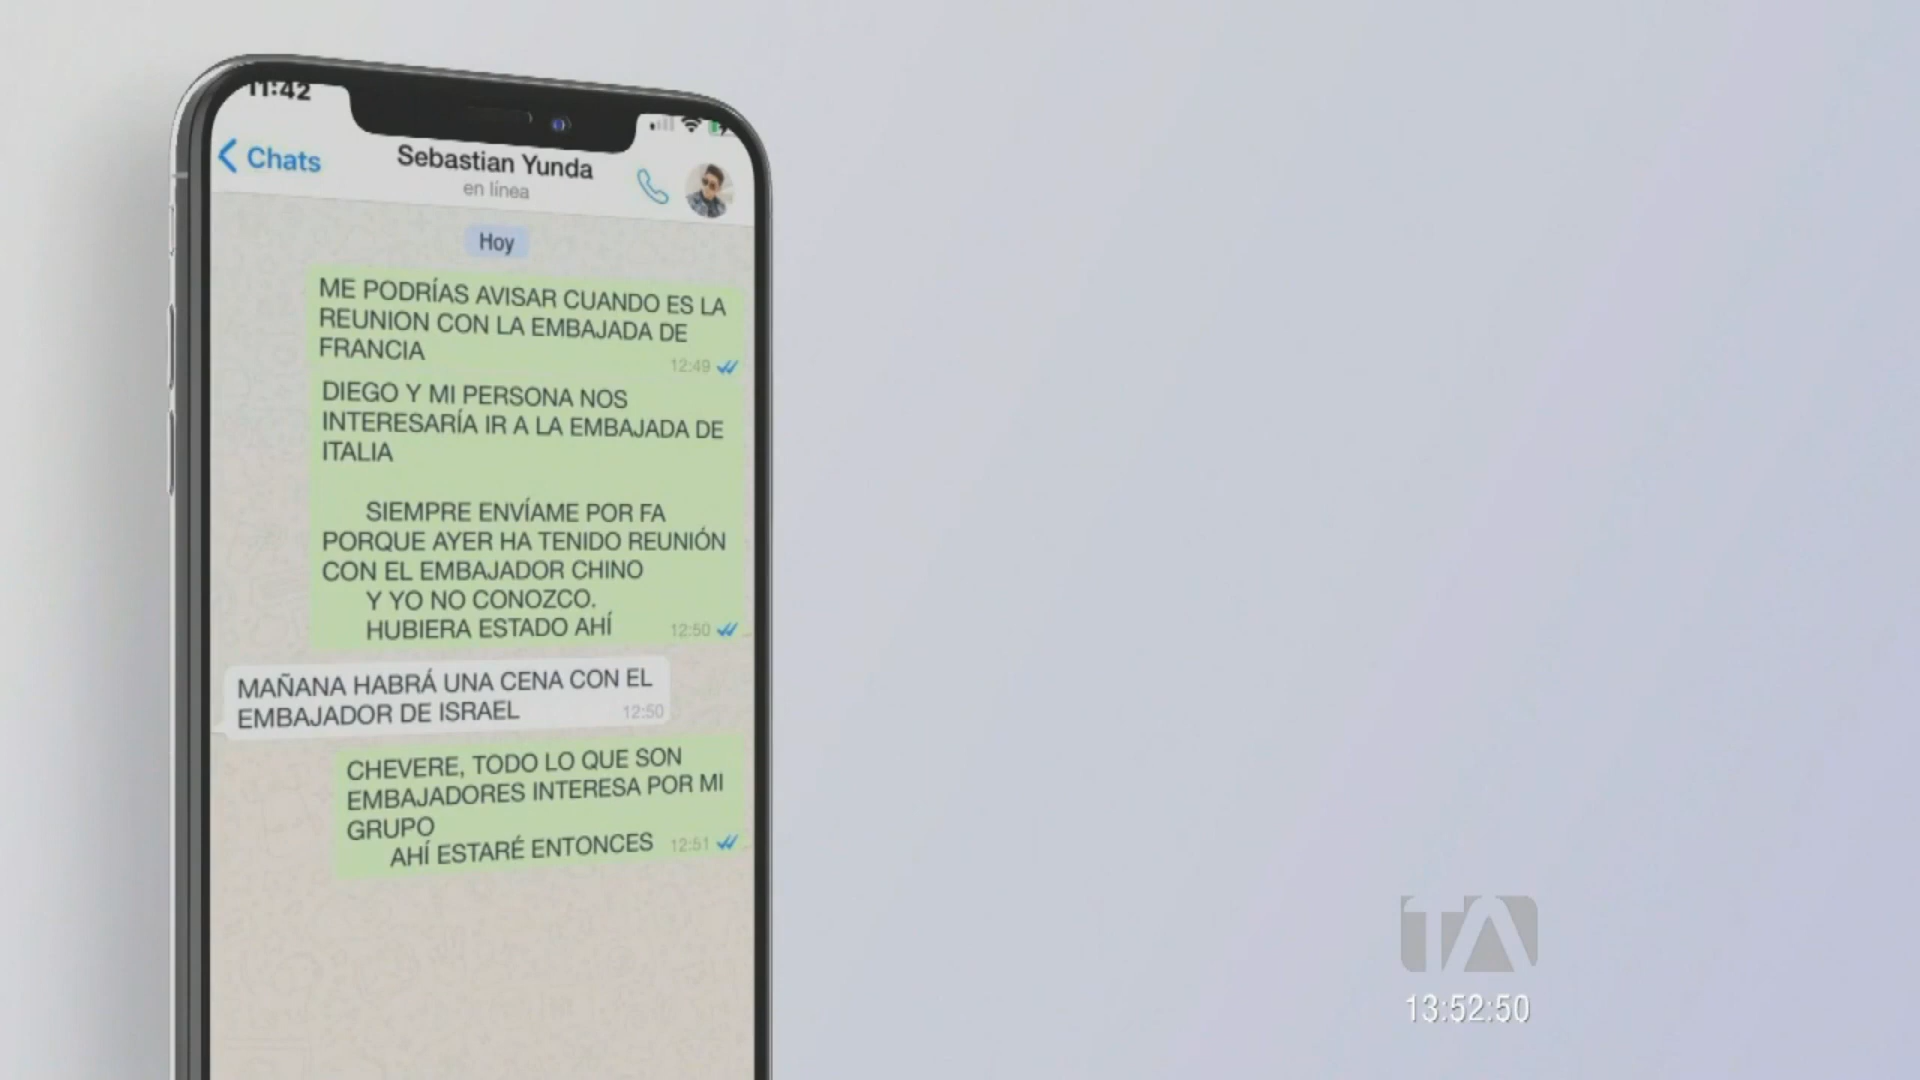 11:42
Chats
Sebastian Yunda
en línea
Hoy
ME PODRÍAS AVISAR CUANDO ES LA
REUNION CON LA EMBAJADA DE
FRANCIA
12:49
DIEGO Y MI PERSONA NOS
INTERESARÍA IR A LA EMBAJADA DE
ITALIA
SIEMPRE ENVÍAME POR FA
PORQUE AYER HA TENIDO REUNIÓN
CON EL EMBAJADOR CHINO
Y YO NO CONOZCO.
HUBIERA ESTADO AHÍ
12:50
MAÑANA HABRÁ UNA CENA CON EL
EMBAJADOR DE ISRAEL
12:50
CHEVERE, TODO LO QUE SON
EMBAJADORES INTERESA POR MI
GRUPO
AHÍ ESTARÉ ENTONCES
12:51
TA
13:52:50